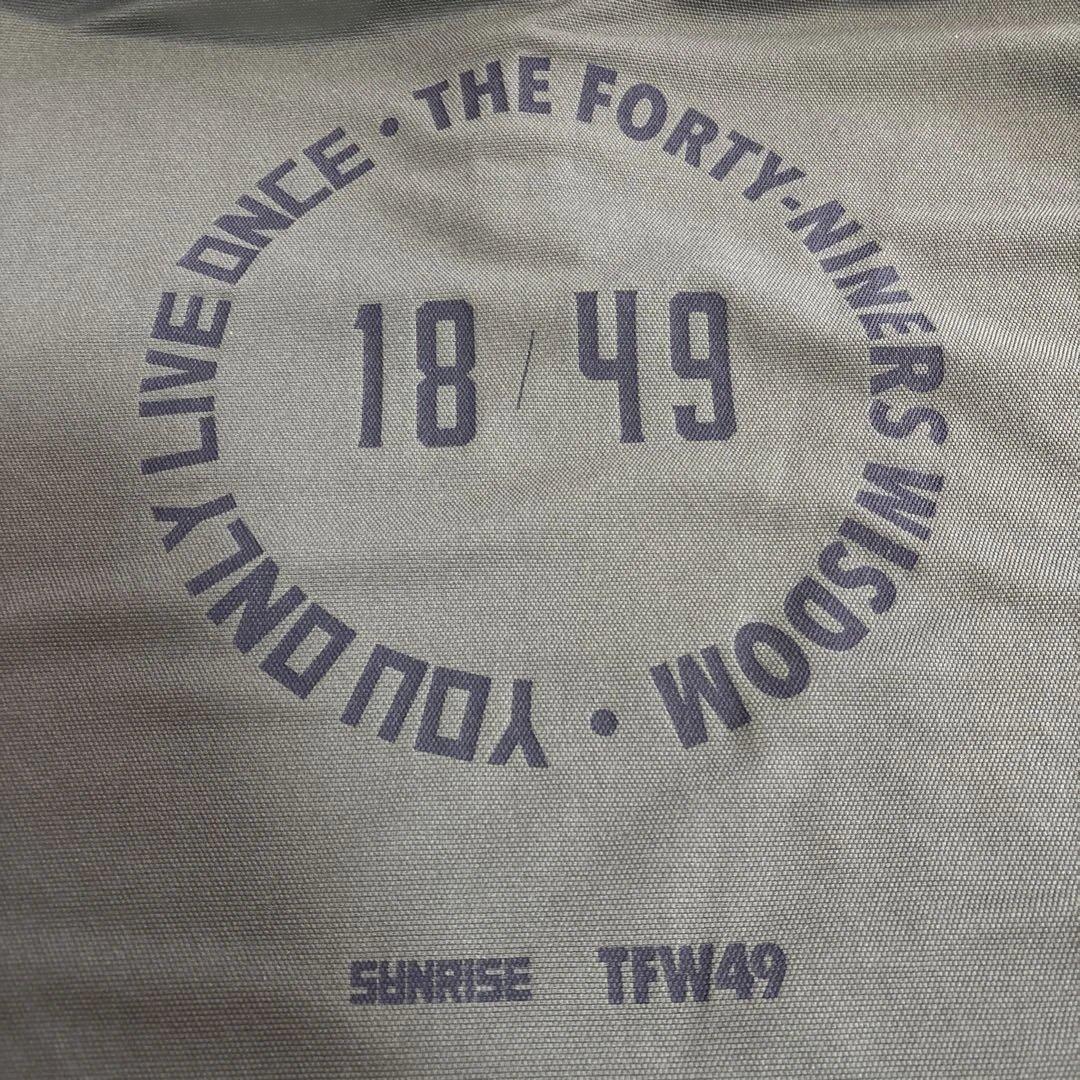 THE FORTY-NINERS WISDOM • YOU ONLY LIVE ONCE •
18/49
SUNRISE TFW49